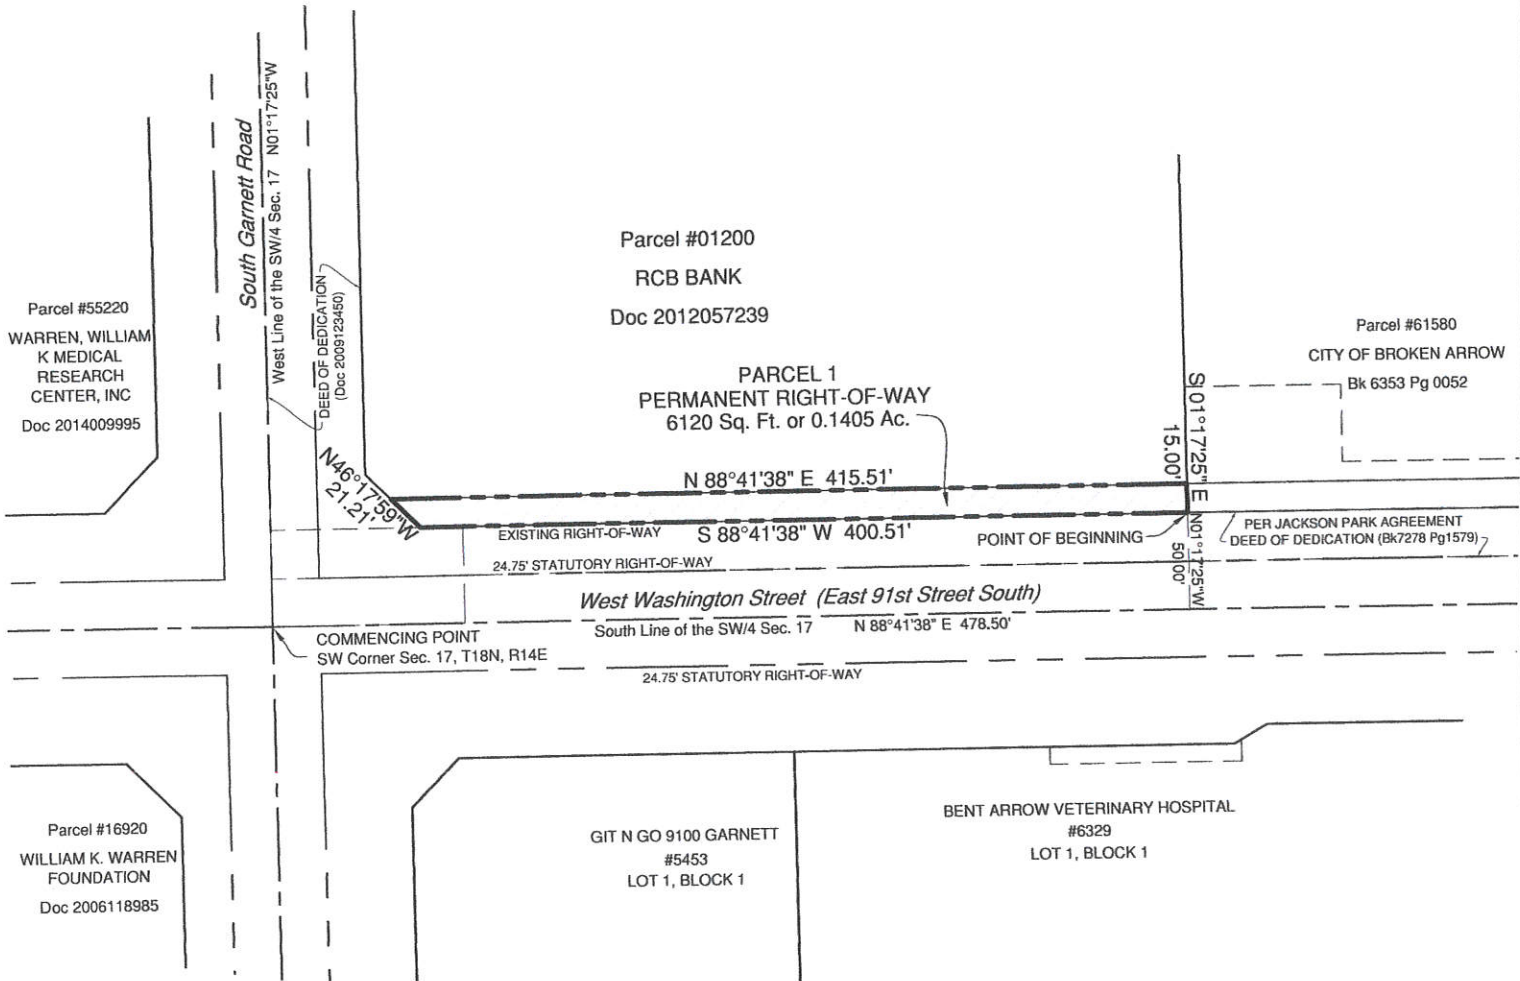 South Garnett Road
West Line of the SW/4 Sec. 17 N01°17'25"W
DEED OF DEDICATION
(Doc 2009123450)
Parcel #55220
WARREN, WILLIAM
K MEDICAL
RESEARCH
CENTER, INC
Doc 2014009995
Parcel #01200
RCB BANK
Doc 2012057239
PARCEL 1
PERMANENT RIGHT-OF-WAY
6120 Sq. Ft. or 0.1405 Ac.
Parcel #61580
CITY OF BROKEN ARROW
Bk 6353 Pg 0052
S 01°17'25" E
15.00'
N46°17'59"W
21.21'
N 88°41'38" E 415.51'
EXISTING RIGHT-OF-WAY
S 88°41'38" W 400.51'
POINT OF BEGINNING
N01°17'25"W
50.00'
PER JACKSON PARK AGREEMENT
DEED OF DEDICATION (Bk7278 Pg1579)
24.75' STATUTORY RIGHT-OF-WAY
West Washington Street (East 91st Street South)
South Line of the SW/4 Sec. 17 N 88°41'38" E 478.50'
COMMENCING POINT
SW Corner Sec. 17, T18N, R14E
24.75' STATUTORY RIGHT-OF-WAY
Parcel #16920
WILLIAM K. WARREN
FOUNDATION
Doc 2006118985
GIT N GO 9100 GARNETT
#5453
LOT 1, BLOCK 1
BENT ARROW VETERINARY HOSPITAL
#6329
LOT 1, BLOCK 1